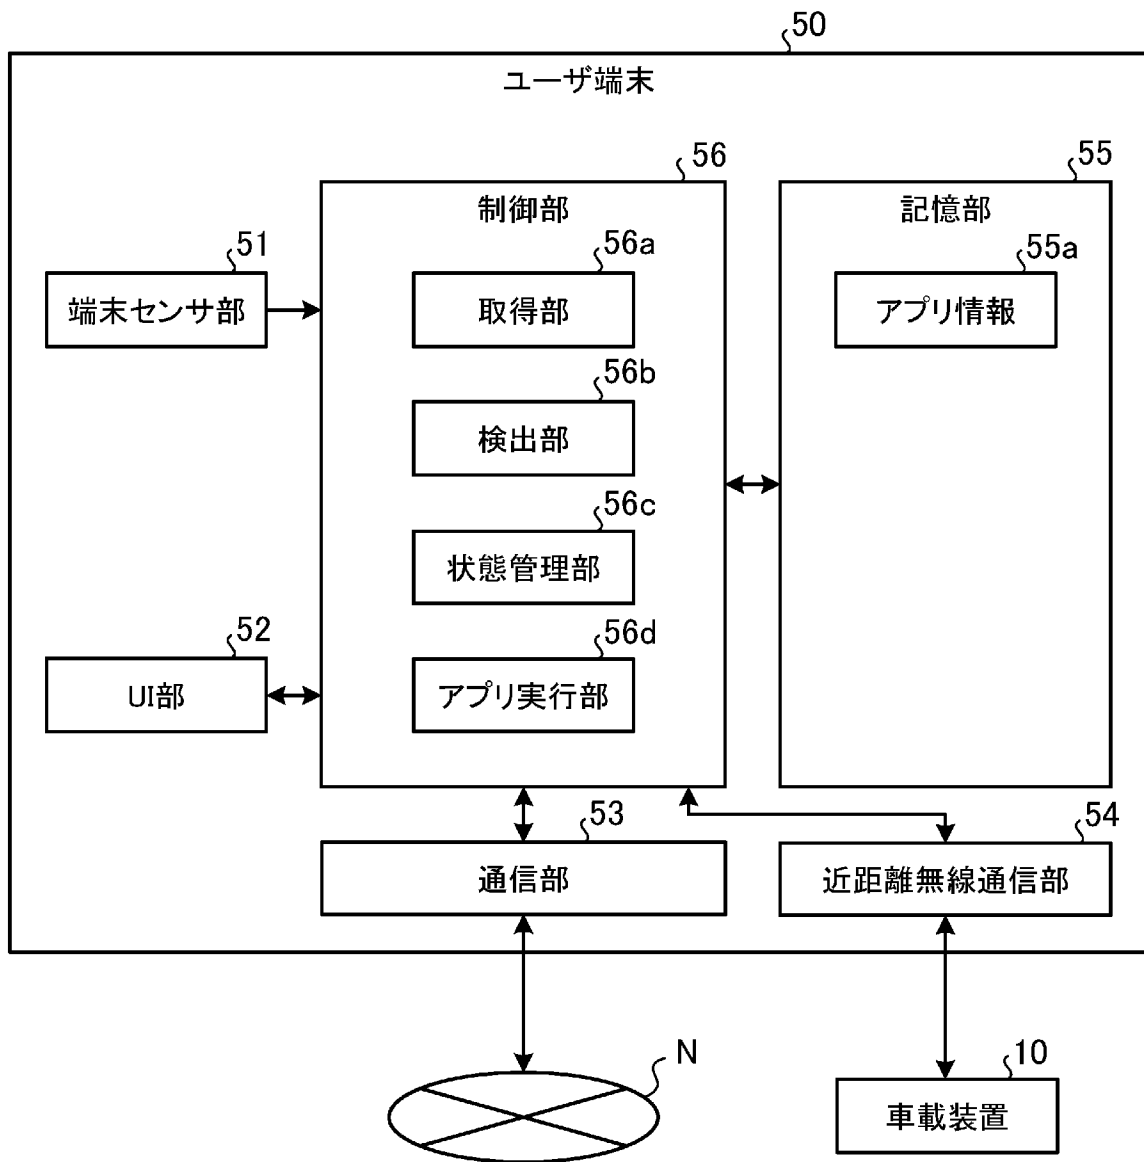 50
ユーザ端末
56
55
制御部
記憶部
51
56a
55a
端末センサ部
取得部
アプリ情報
56b
検出部
56c
状態管理部
52
56d
UI部
アプリ実行部
53
54
通信部
近距離無線通信部
N
10
車載装置